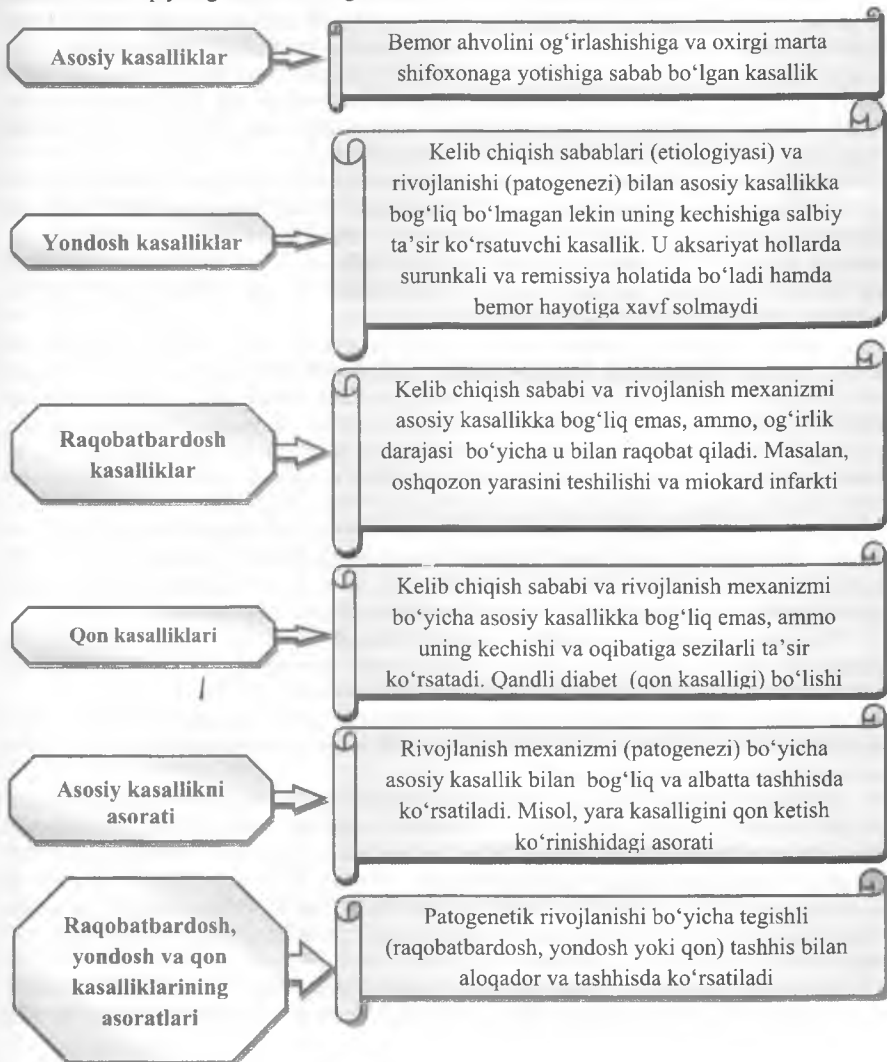 Asosiy kasalliklar
Bemor ahvolini og‘irlashishiga va oxirgi marta
shifoxonaga yotishiga sabab bo‘lgan kasallik
Yondosh kasalliklar
Kelib chiqish sabablari (etiologiyasi) va
rivojlanishi (patogenezi) bilan asosiy kasallikka
bog‘liq bo‘lmagan lekin uning kechishiga salbiy
ta’sir ko‘rsatuvchi kasallik. U aksariyat hollarda
surunkali va remissiya holatida bo‘ladi hamda
bemor hayotiga xavf solmaydi
Raqobatbardosh
kasalliklar
Kelib chiqish sababi va rivojlanish mexanizmi
asosiy kasallikka bog‘liq emas, ammo, og‘irlik
darajasi bo‘yicha u bilan raqobat qiladi. Masalan,
oshqozon yarasini teshilishi va miokard infarkti
Qon kasalliklari
Kelib chiqish sababi va rivojlanish mexanizmi
bo‘yicha asosiy kasallikka bog‘liq emas, ammo
uning kechishi va oqibatiga sezilarli ta’sir
ko‘rsatadi. Qandli diabet (qon kasalligi) bo‘lishi
Asosiy kasallikni
asorati
Rivojlanish mexanizmi (patogenezi) bo‘yicha
asosiy kasallik bilan bog‘liq va albatta tashhisda
ko‘rsatiladi. Misol, yara kasalligini qon ketish
ko‘rinishidagi asorati
Raqobatbardosh,
yondosh va qon
kasalliklarining
asoratlari
Patogenetik rivojlanishi bo‘yicha tegishli
(raqobatbardosh, yondosh yoki qon) tashhis bilan
aloqador va tashhisda ko‘rsatiladi